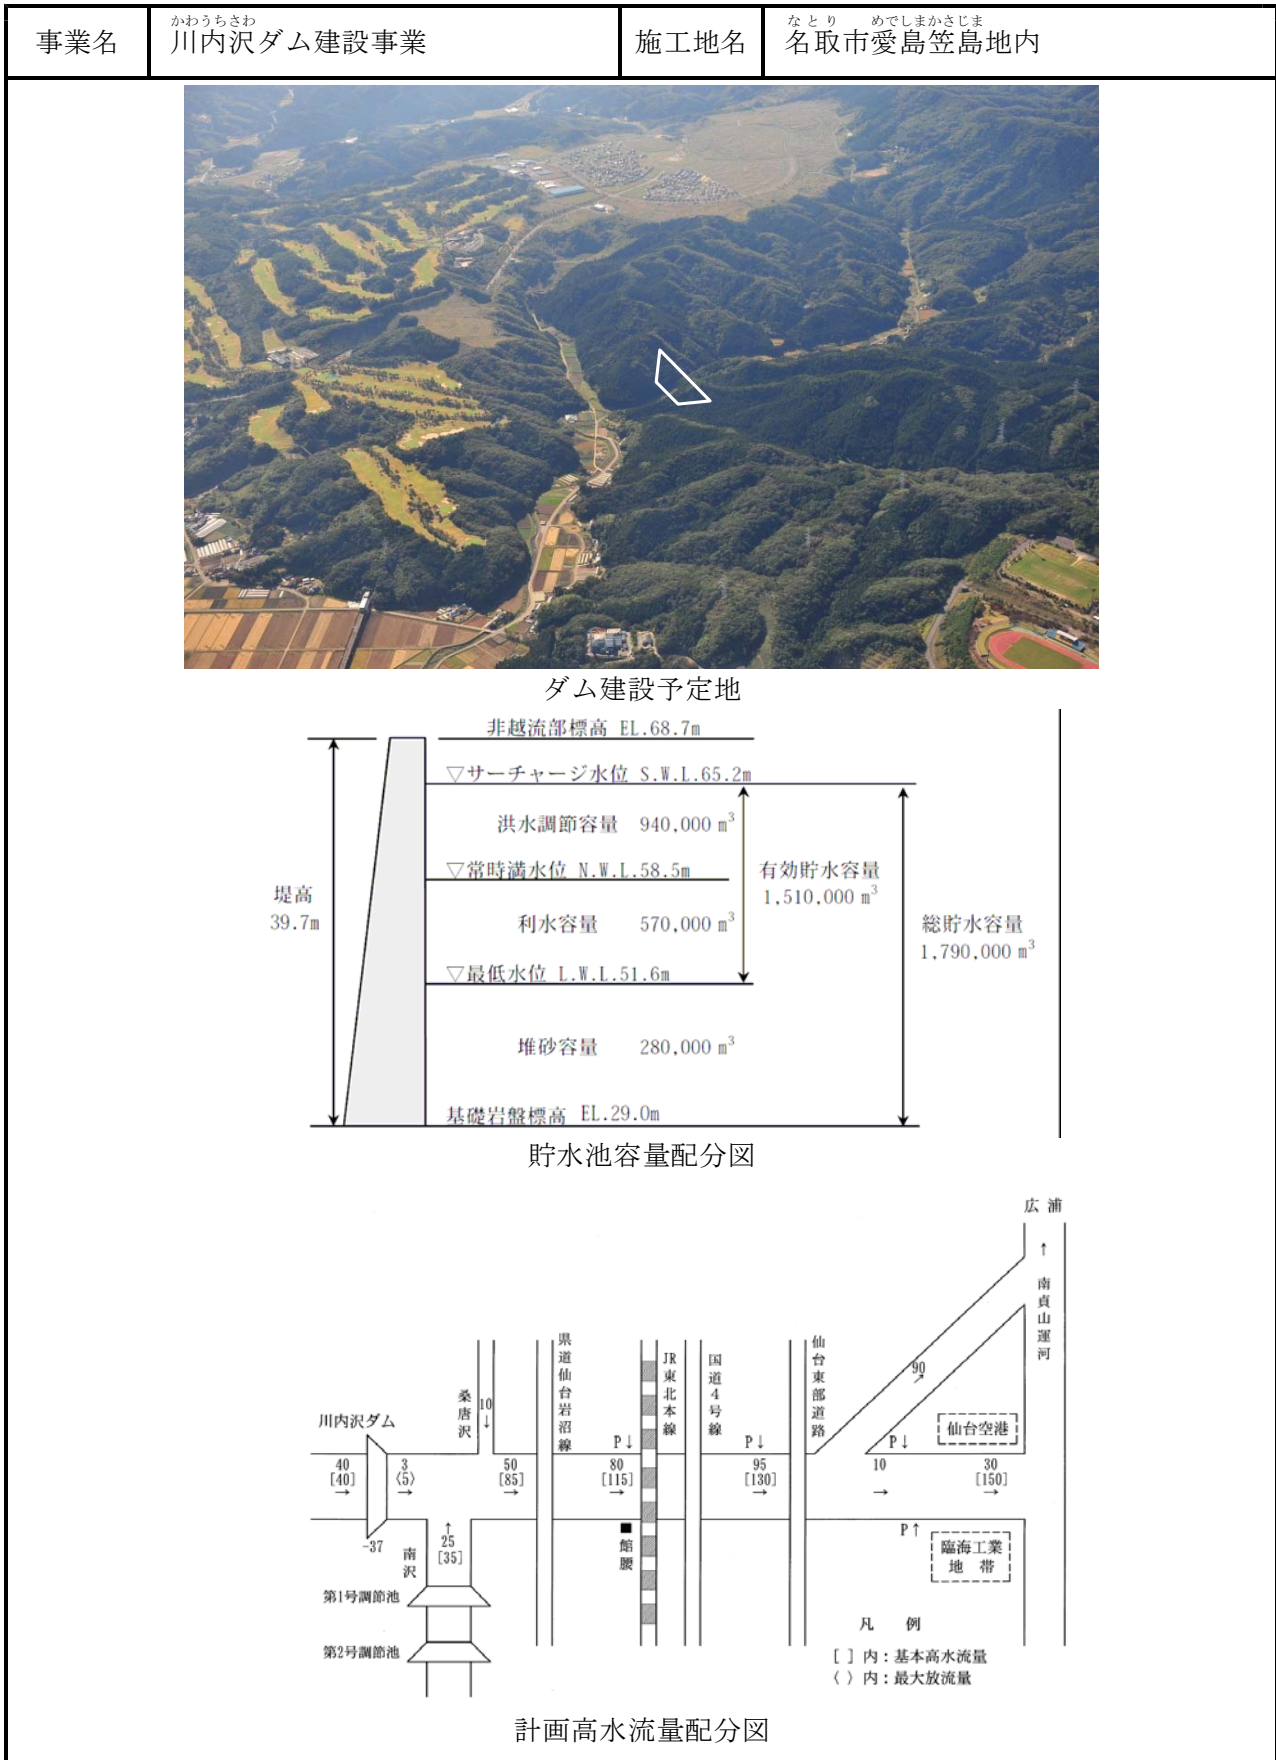 事業名
かわうちさわ
川内沢ダム建設事業
施工地名
なとり めでしまかさじま
名取市愛島笠島地内
ダム建設予定地
非越流部標高 EL.68.7m
▽サーチャージ水位 S.W.L.65.2m
洪水調節容量 940,000 m³
▽常時満水位 N.W.L.58.5m
有効貯水容量
1,510,000 m³
堤高
39.7m
利水容量 570,000 m³
総貯水容量
1,790,000 m³
▽最低水位 L.W.L.51.6m
堆砂容量 280,000 m³
基礎岩盤標高 EL.29.0m
貯水池容量配分図
広浦
↑
南貞山運河
県道仙台岩沼線
JR東北本線
国道4号線
仙台東部道路
90
→
桑唐沢
10
↓
川内沢ダム
P↓
P↓
P↓
仙台空港
40
[40]
→
3
〈5〉
→
50
[85]
→
80
[115]
→
95
[130]
→
10
→
30
[150]
→
-37
南沢
↑
25
[35]
■
館腰
P↑
臨海工業
地帯
第1号調節池
第2号調節池
凡例
[ ]内:基本高水流量
〈 〉内:最大放流量
計画高水流量配分図